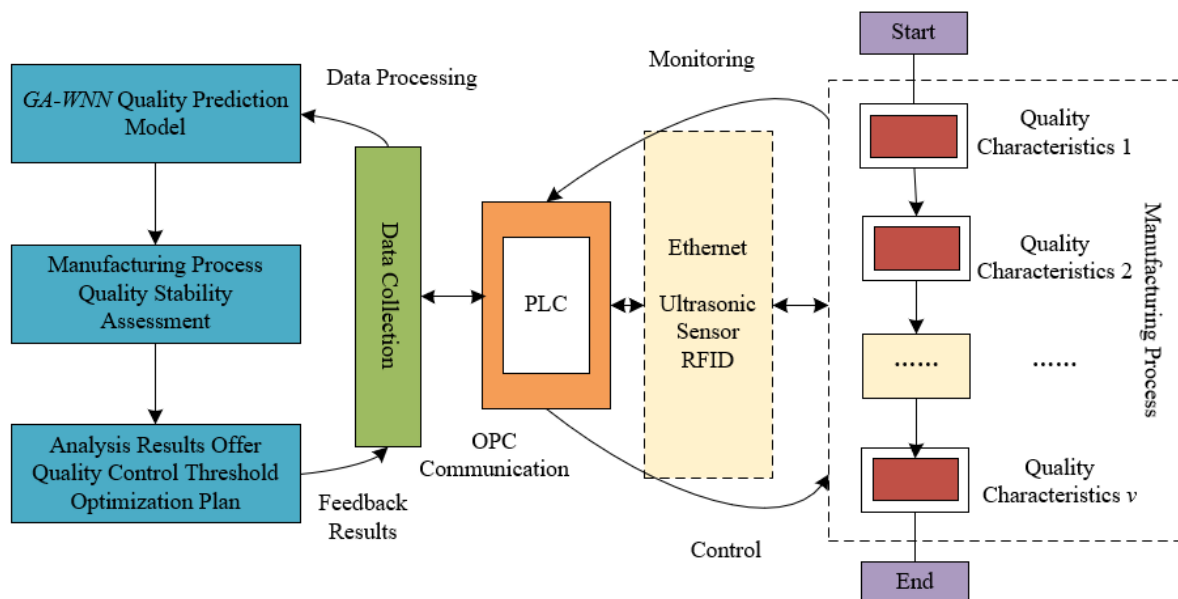 Data Processing
GA-WNN Quality Prediction
Model
Manufacturing Process
Quality Stability
Assessment
Analysis Results Offer
Quality Control Threshold
Optimization Plan
Feedback
Results
Data Collection
OPC
Communication
PLC
Monitoring
Ethernet
Ultrasonic
Sensor
RFID
Control
Start
Quality
Characteristics 1
Quality
Characteristics 2
......
......
Quality
Characteristics v
End
Manufacturing Process